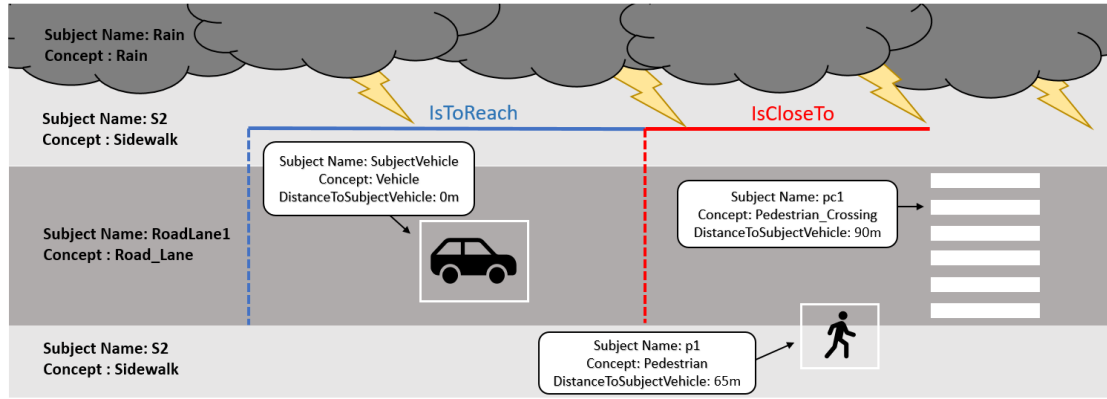 Subject Name: Rain
Concept : Rain
Subject Name: S2
Concept : Sidewalk
IsToReach
IsCloseTo
Subject Name: SubjectVehicle
Concept: Vehicle
DistanceToSubjectVehicle: 0m
Subject Name: pc1
Concept: Pedestrian_Crossing
DistanceToSubjectVehicle: 90m
Subject Name: RoadLane1
Concept : Road_Lane
Subject Name: S2
Concept : Sidewalk
Subject Name: p1
Concept: Pedestrian
DistanceToSubjectVehicle: 65m